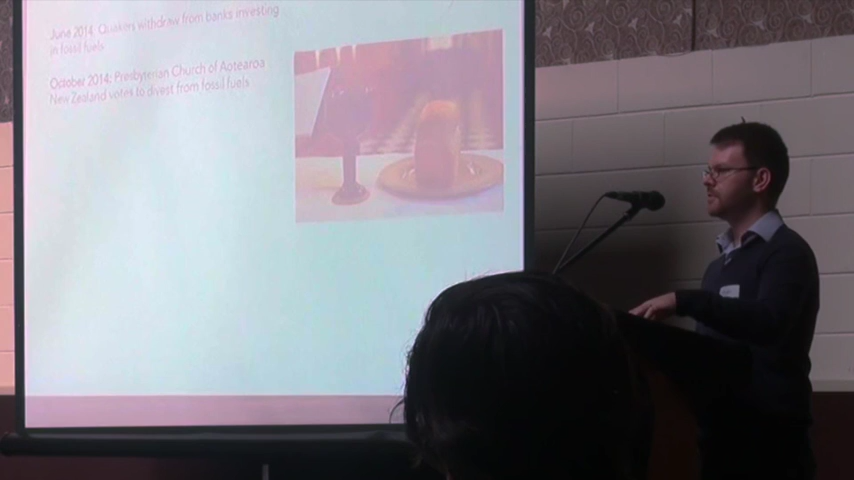 June 2014: Quakers withdraw from banks investing
in fossil fuels
October 2014: Presbyterian Church of Aotearoa
New Zealand votes to divest from fossil fuels